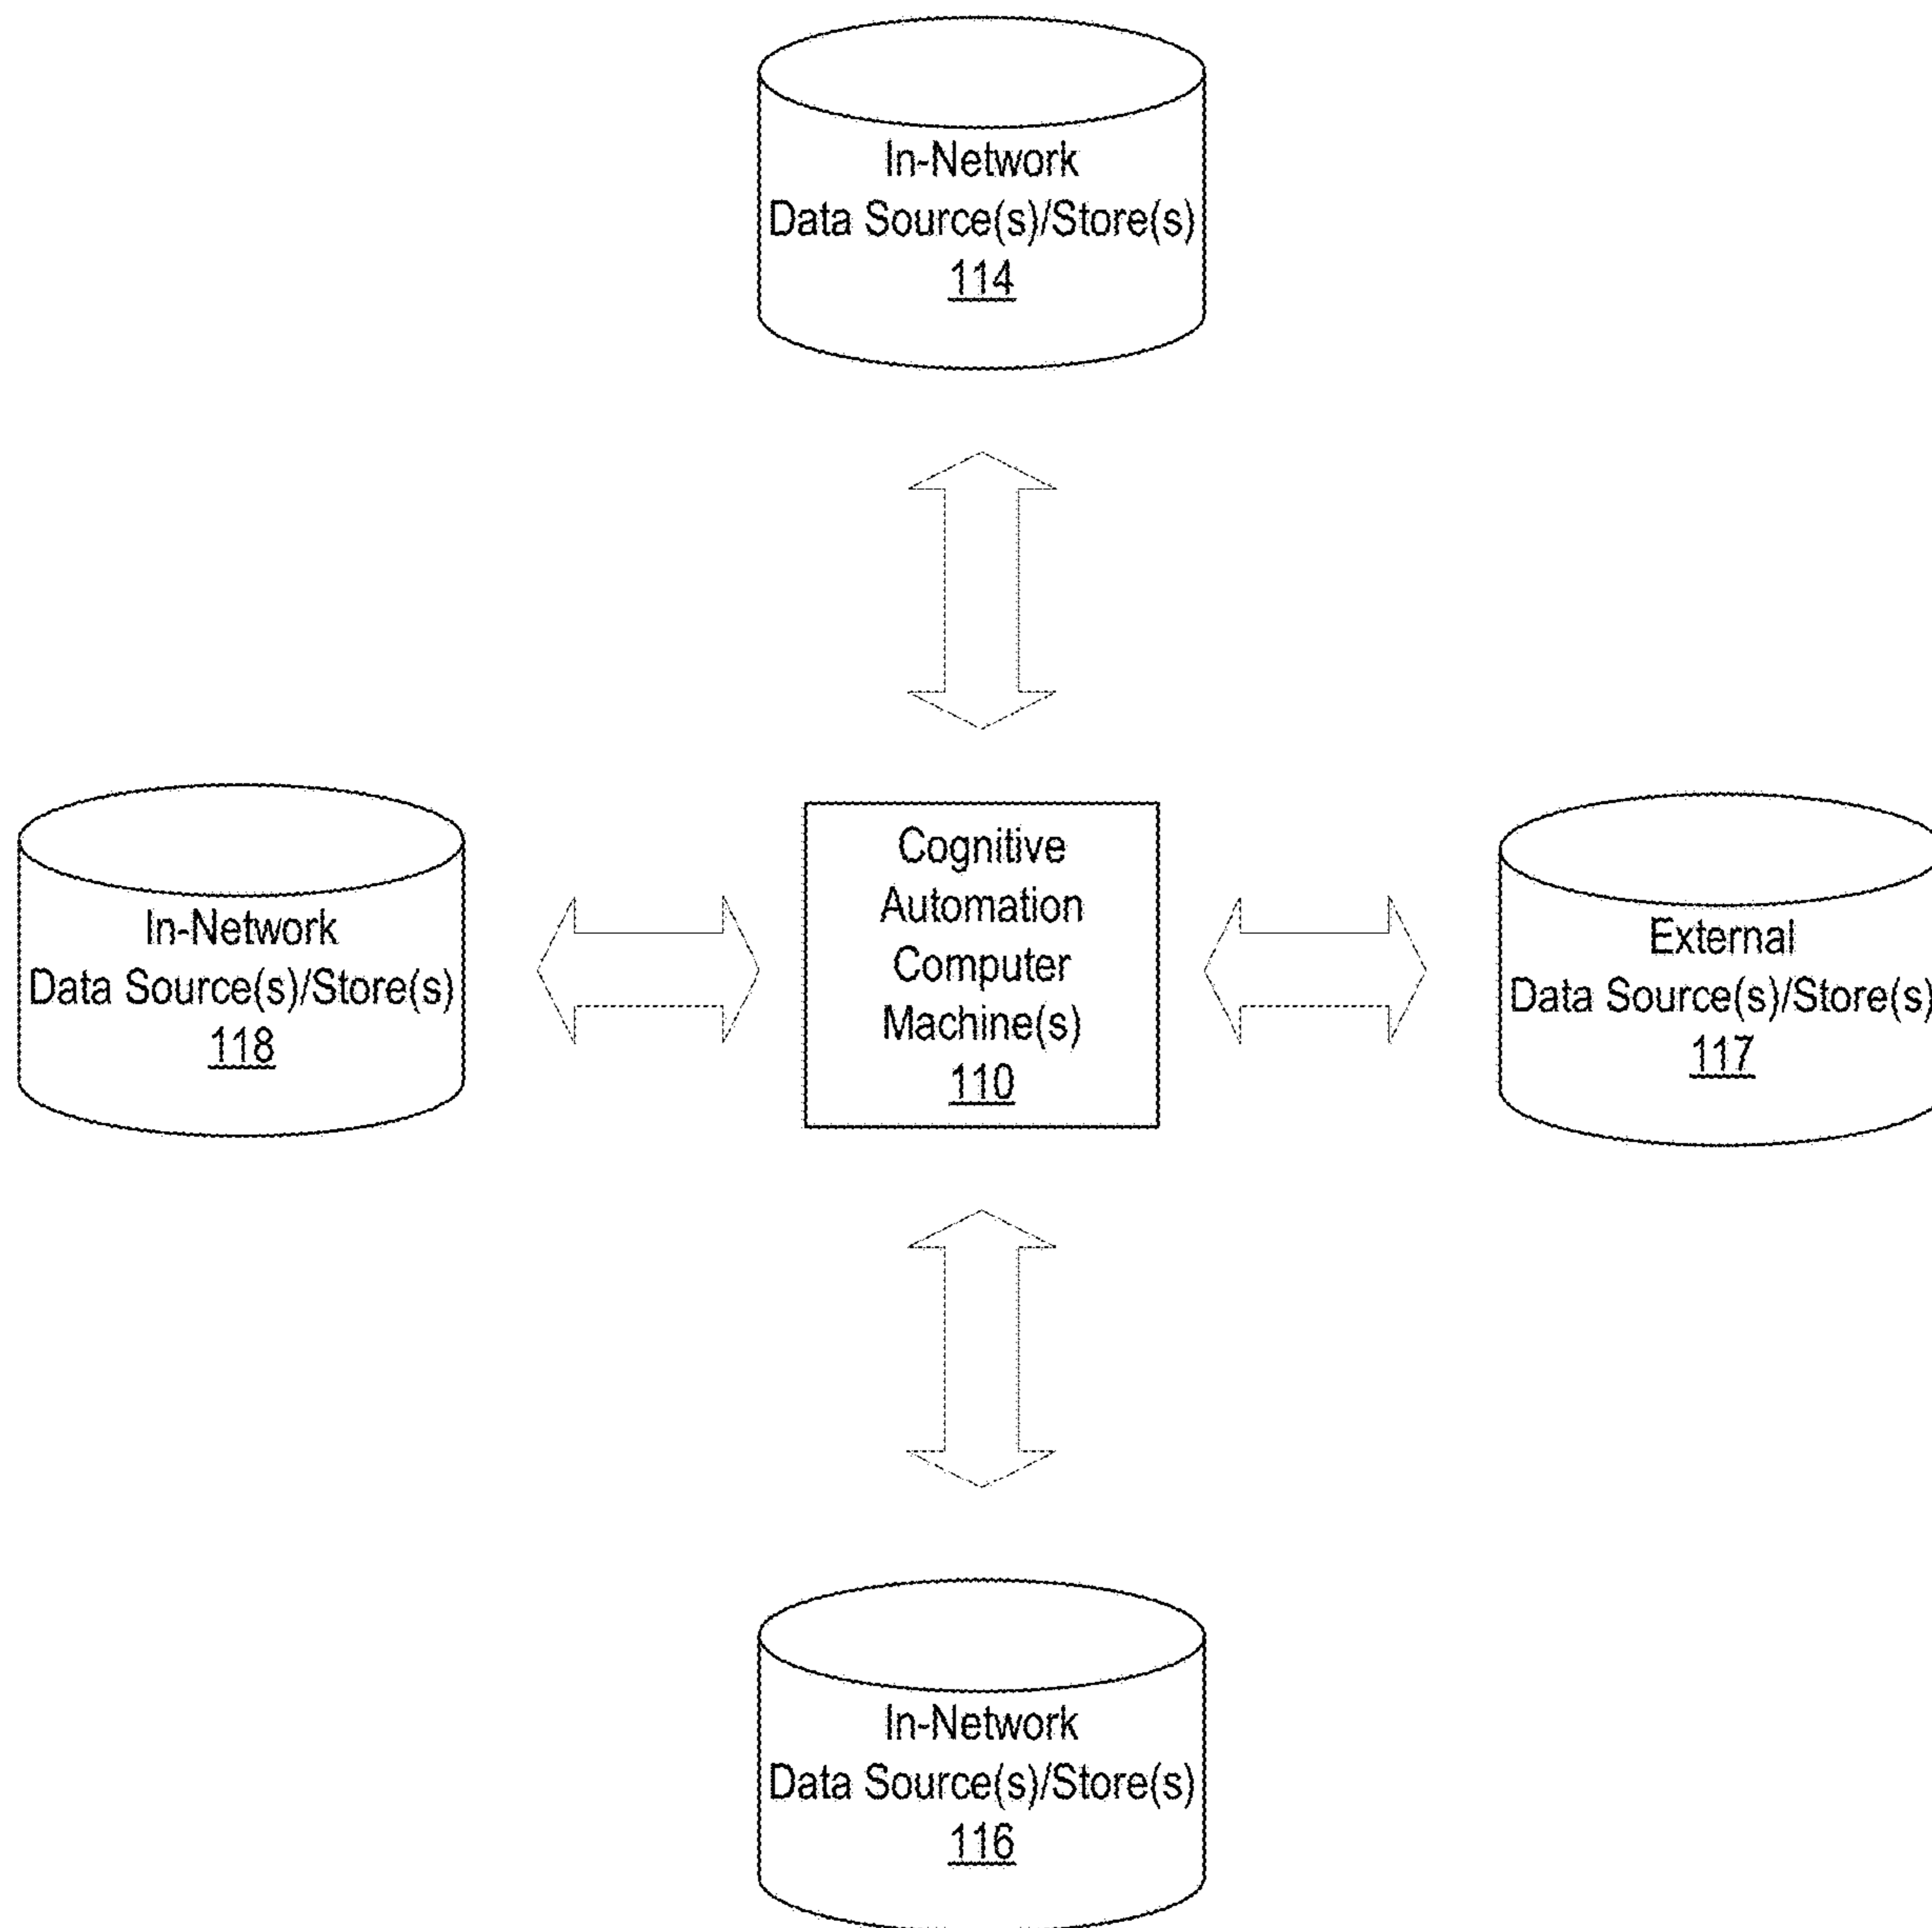 In-Network
Data Source(s)/Store(s)
114
In-Network
Data Source(s)/Store(s)
118
Cognitive
Automation
Computer
Machine(s)
110
External
Data Source(s)/Store(s)
117
In-Network
Data Source(s)/Store(s)
116